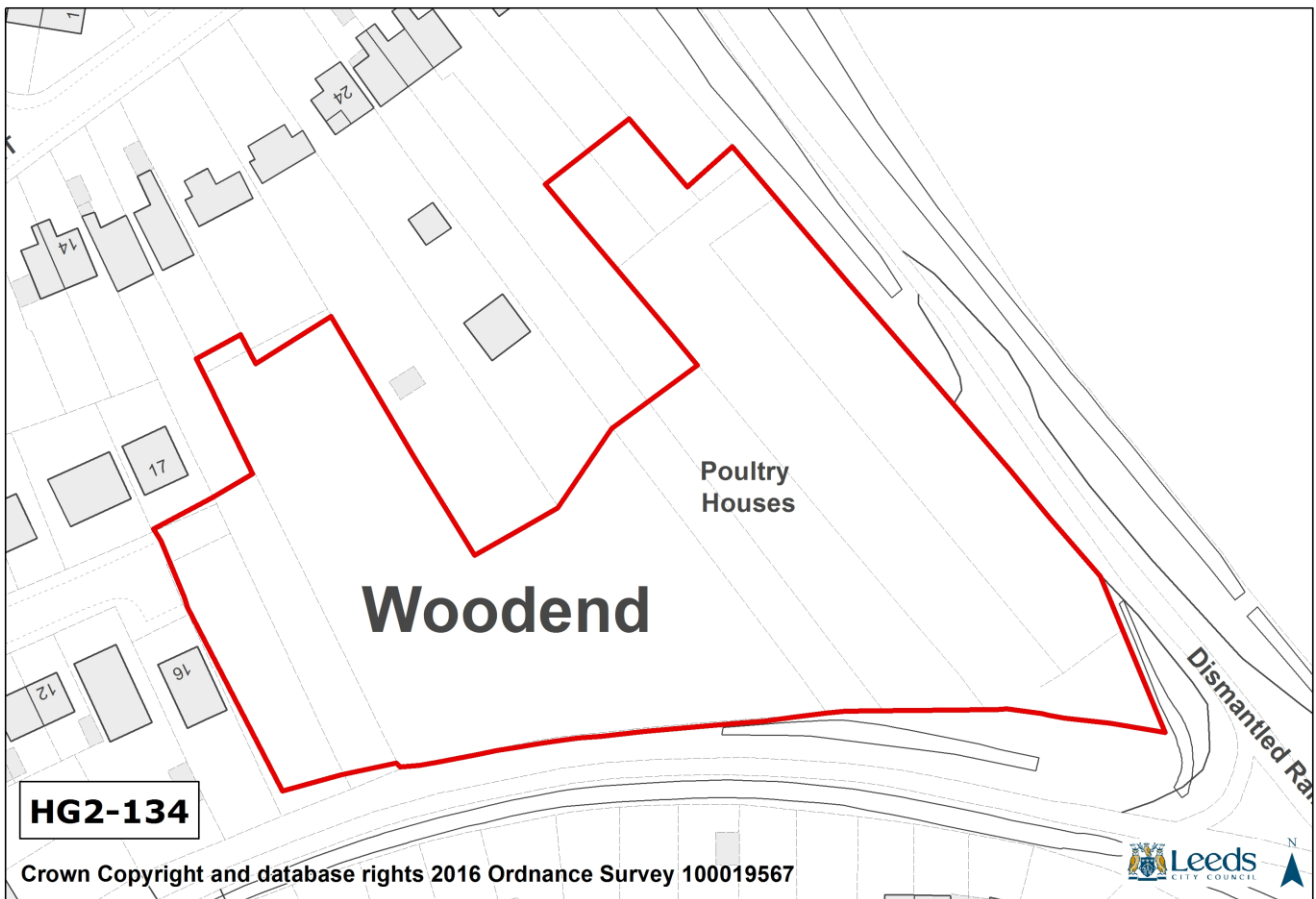 24
14
17
Poultry
Houses
Woodend
16
12
Dismantled Ra
HG2-134
Crown Copyright and database rights 2016 Ordnance Survey 100019567
Leeds
CITY COUNCIL
N